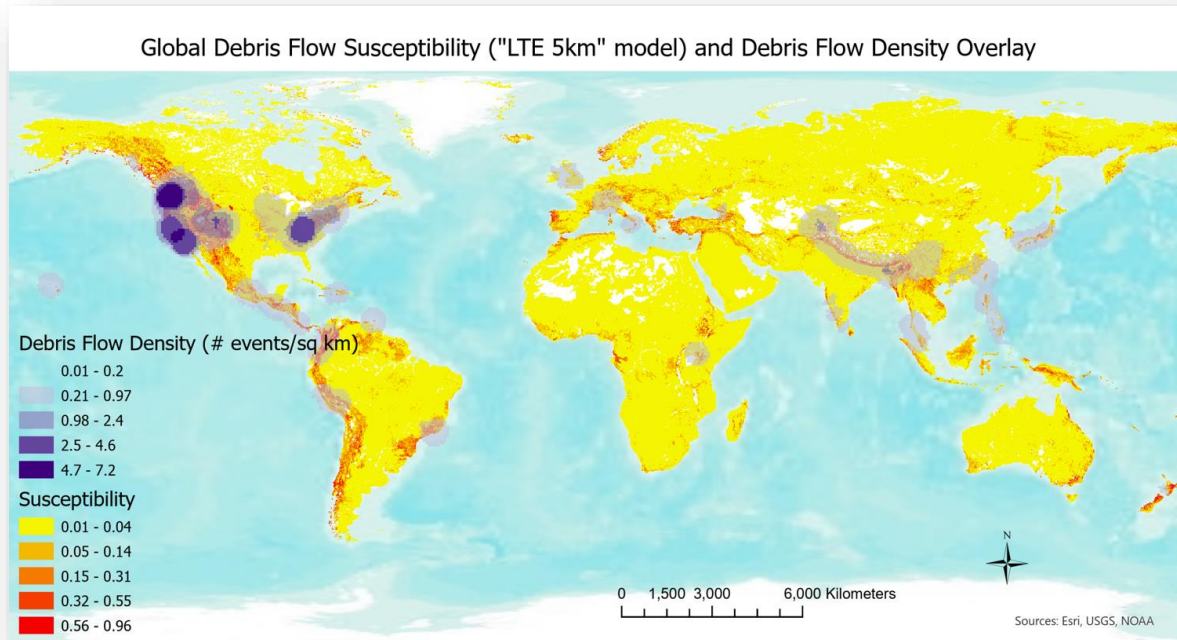 Global Debris Flow Susceptibility ("LTE 5km" model) and Debris Flow Density Overlay
Debris Flow Density (# events/sq km)
0.01 - 0.2
0.21 - 0.97
0.98 - 2.4
2.5 - 4.6
4.7 - 7.2
Susceptibility
0.01 - 0.04
0.05 - 0.14
0.15 - 0.31
0.32 - 0.55
0.56 - 0.96
N
0 1,500 3,000 6,000 Kilometers
Sources: Esri, USGS, NOAA